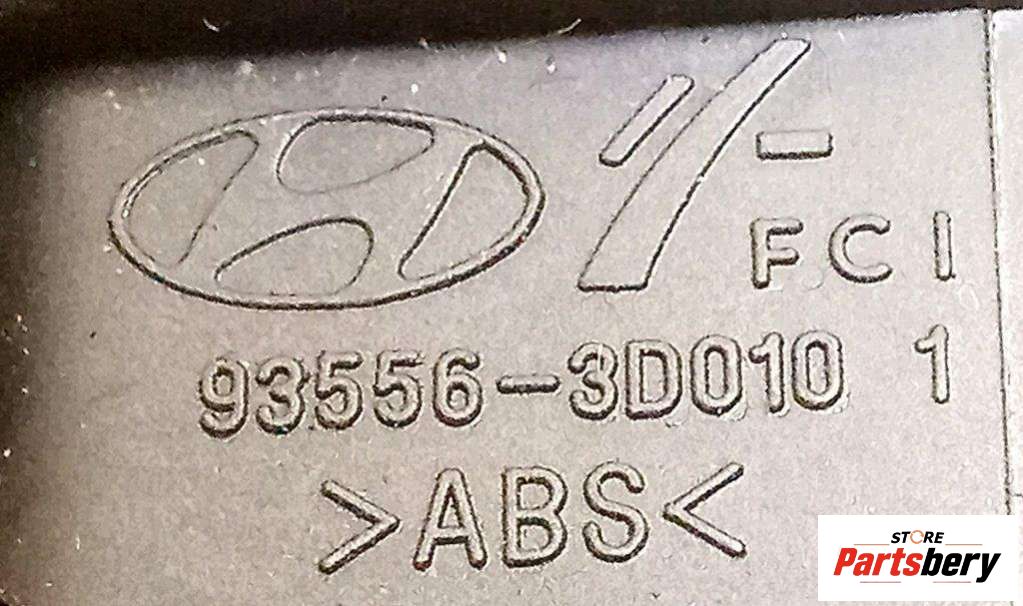 FCI
93556-3D010 1
>ABS<
STORE
Partsbery